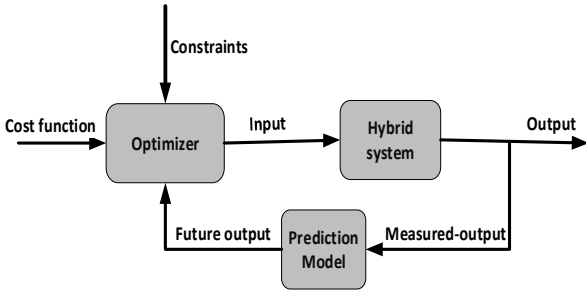 Constraints
Cost function
Optimizer
Input
Hybrid
system
Output
Future output
Prediction
Model
Measured-output